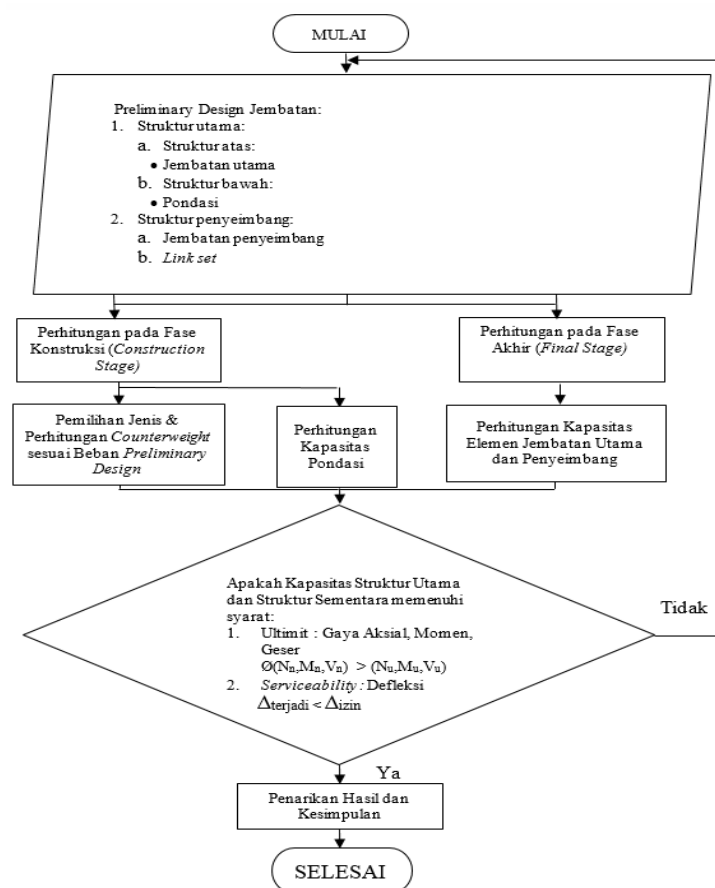 MULAI
Preliminary Design Jembatan:
1. Struktur utama:
a. Struktur atas:
• Jembatan utama
b. Struktur bawah:
• Pondasi
2. Struktur penyeimbang:
a. Jembatan penyeimbang
b. Link set
Perhitungan pada Fase
Konstruksi (Construction
Stage)
Perhitungan pada Fase
Akhir (Final Stage)
Pemilihan Jenis &
Perhitungan Counterweight
sesuai Beban Preliminary
Design
Perhitungan
Kapasitas
Pondasi
Perhitungan Kapasitas
Elemen Jembatan Utama
dan Penyeimbang
Apakah Kapasitas Struktur Utama
dan Struktur Sementara memenuhi
syarat:
1. Ultimit : Gaya Aksial, Momen,
Geser
Ø(Nn,Mn,Vn) > (Nu,Mu,Vu)
2. Serviceability : Defleksi
Δterjadi < Δizin
Tidak
Ya
Penarikan Hasil dan
Kesimpulan
SELESAI